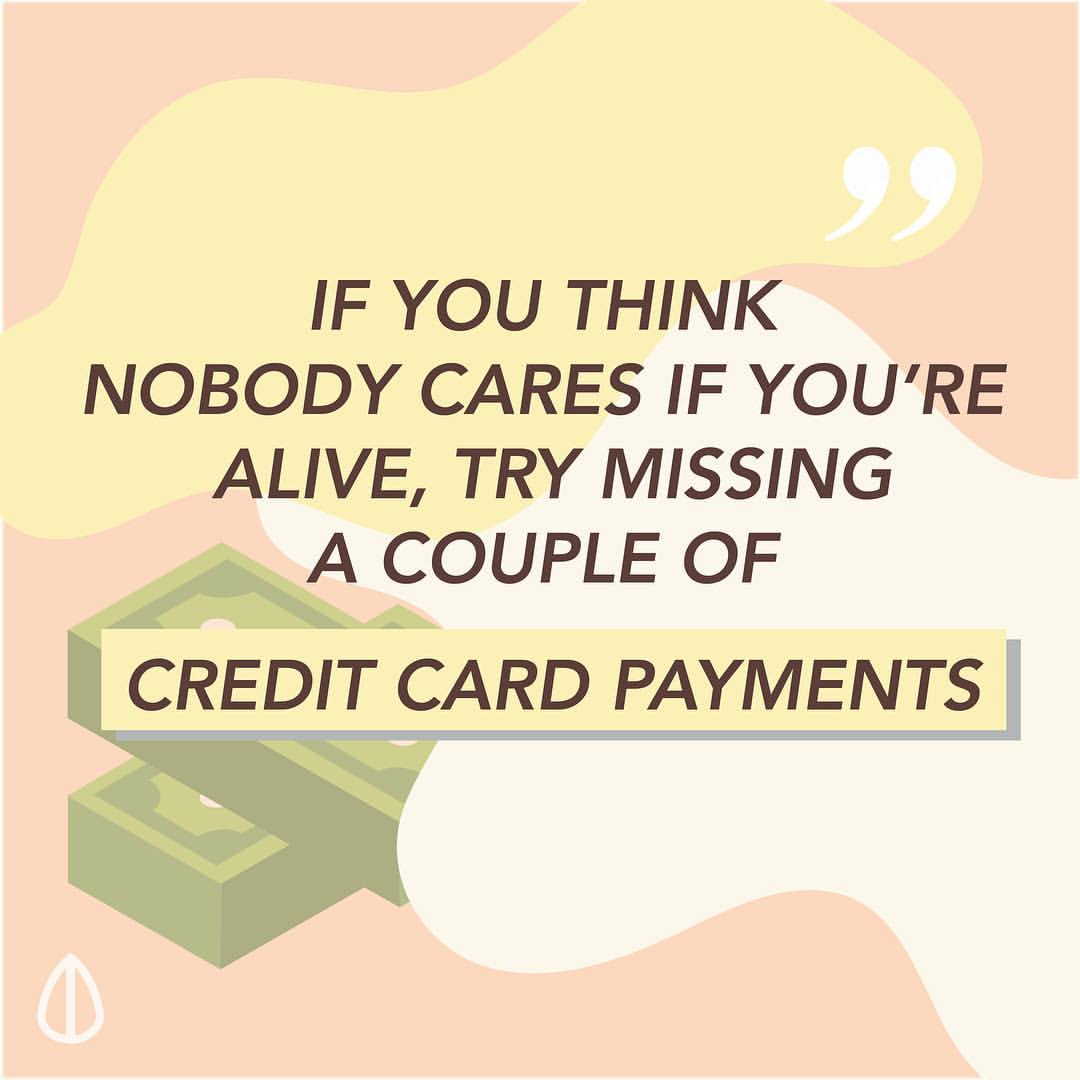 ”
IF YOU THINK
NOBODY CARES IF YOU’RE
ALIVE, TRY MISSING
A COUPLE OF
CREDIT CARD PAYMENTS